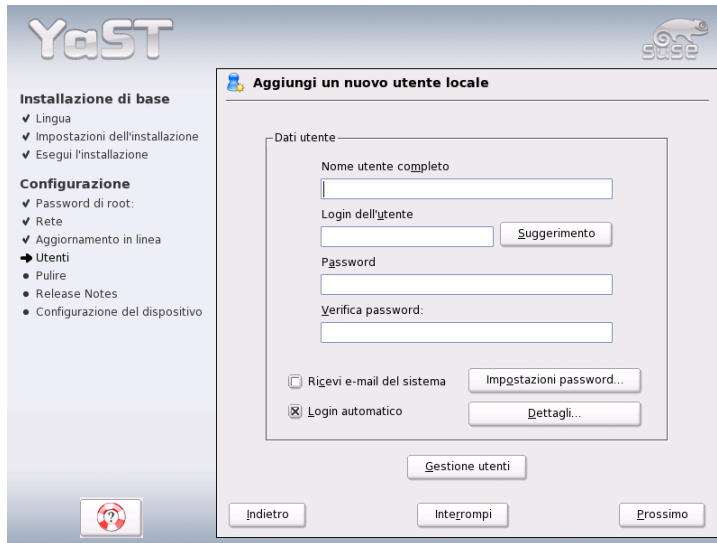 YaST
SUSE
Installazione di base
Lingua
Impostazioni dell'installazione
Esegui l'installazione
Configurazione
Password di root:
Rete
Aggiornamento in linea
Utenti
Pulire
Release Notes
Configurazione del dispositivo
Aggiungi un nuovo utente locale
Dati utente
Nome utente completo
Login dell'utente
Suggerimento
Password
Verifica password:
Ricevi e-mail del sistema
Impostazioni password...
Login automatico
Dettagli...
Gestione utenti
?
Indietro
Interrompi
Prossimo